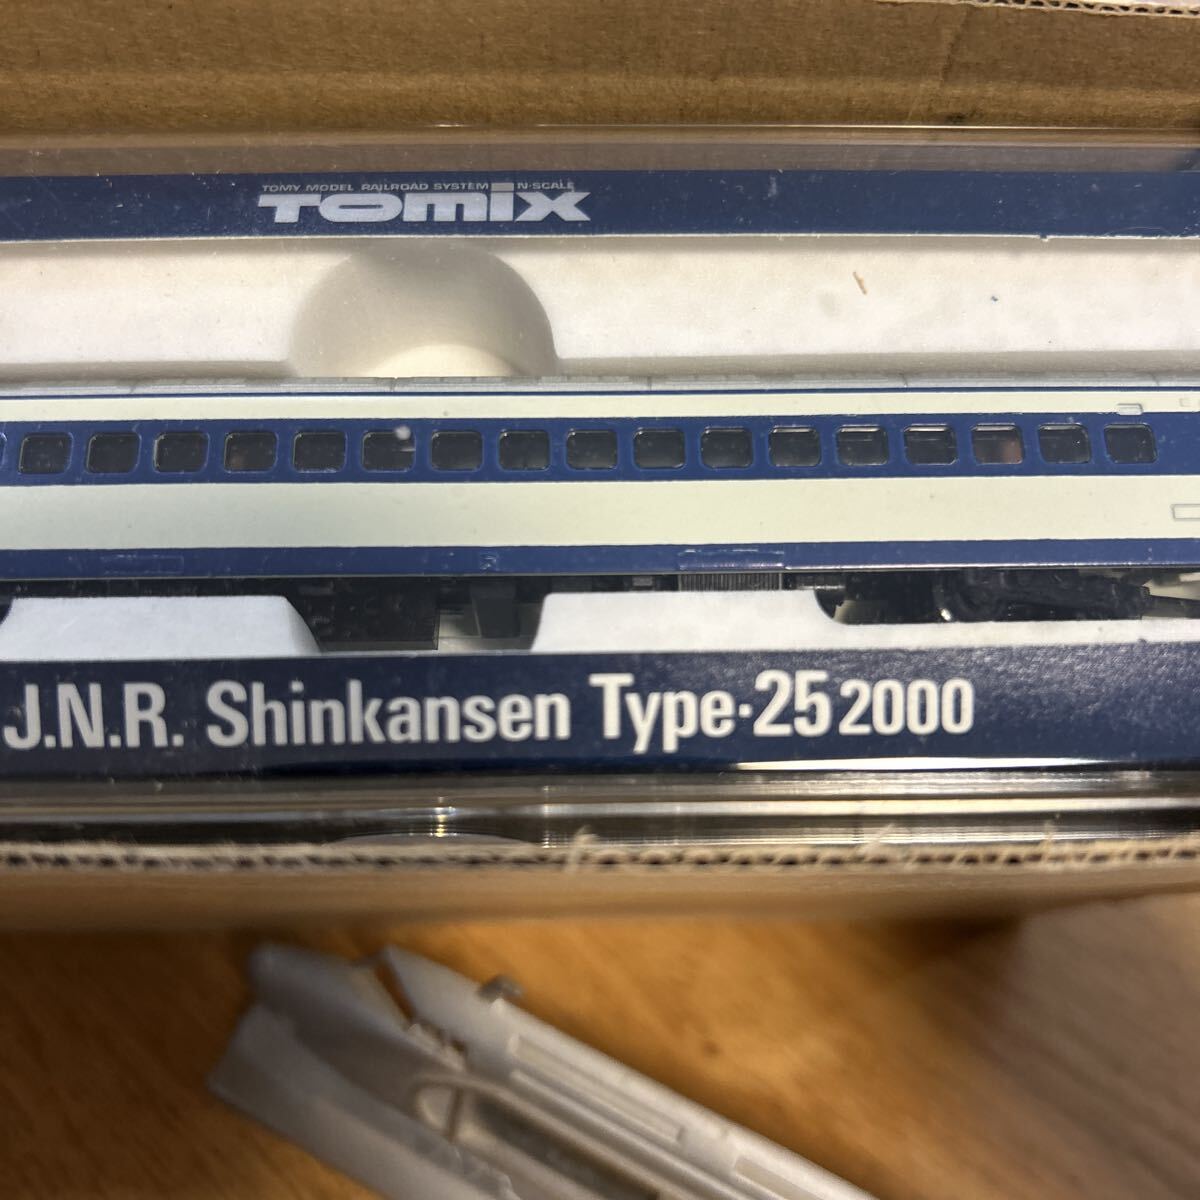 TOMY MODEL RAILROAD SYSTEM N-SCALE
TOMIX
J.N.R. Shinkansen Type·25 2000